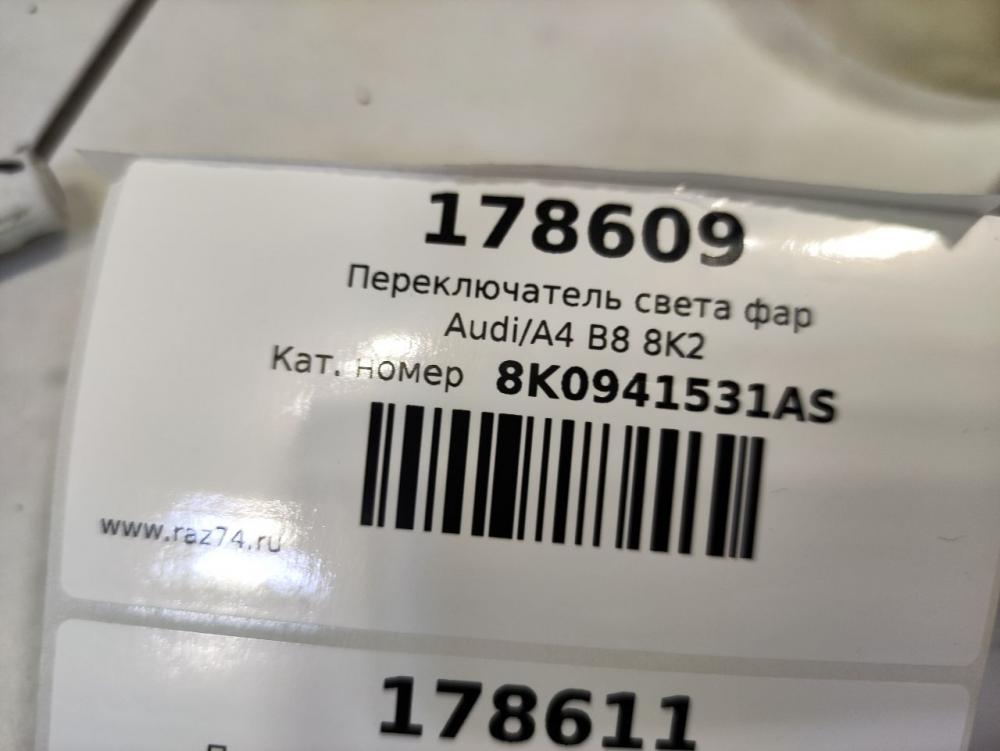 178609
Переключатель света фар
Audi/A4 B8 8K2
Кат. номер 8K0941531AS
www.raz74.ru
178611